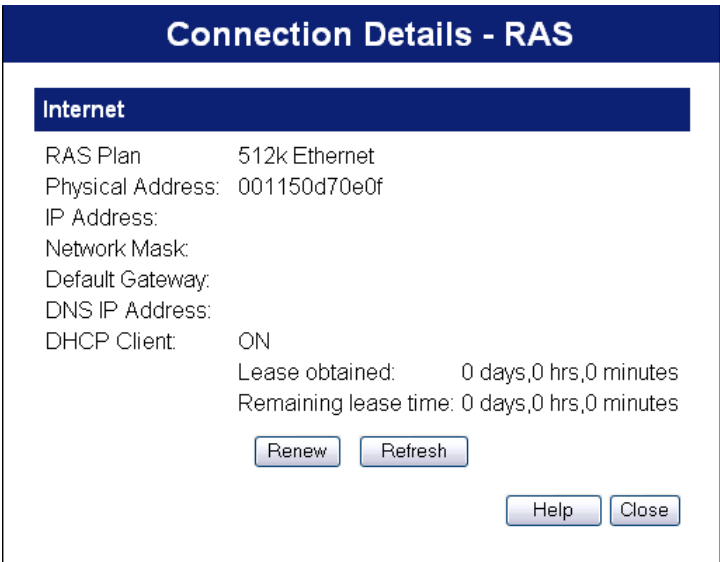 Connection Details - RAS
Internet
RAS Plan 512k Ethernet
Physical Address: 001150d70e0f
IP Address:
Network Mask:
Default Gateway:
DNS IP Address:
DHCP Client: ON
Lease obtained: 0 days,0 hrs,0 minutes
Remaining lease time: 0 days,0 hrs,0 minutes
Renew Refresh
Help Close